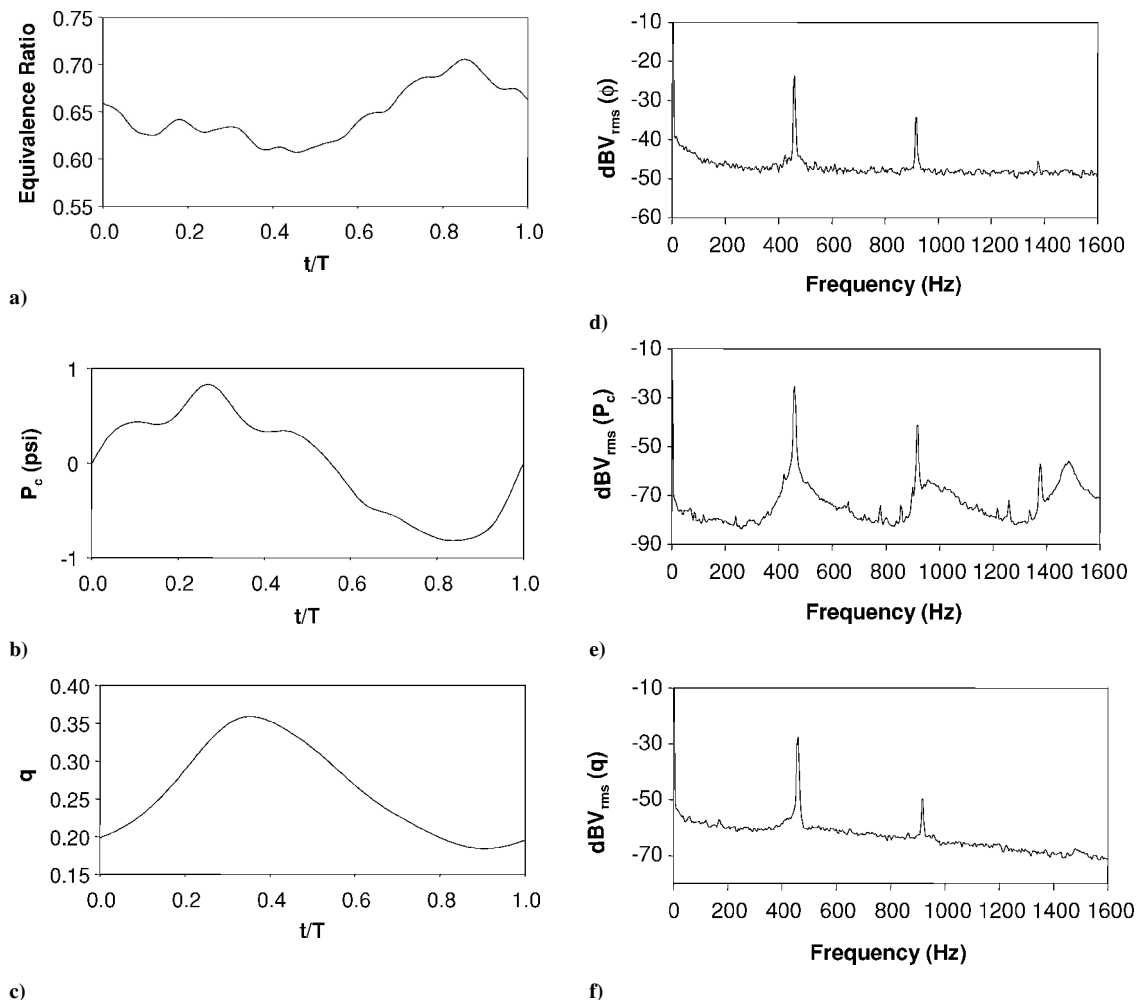 0.75
0.70
0.65
0.60
0.55
Equivalence Ratio
0.0 0.2 0.4 0.6 0.8 1.0
t/T
a)
1
0
-1
P_c (psi)
0.0 0.2 0.4 0.6 0.8 1.0
t/T
b)
0.40
0.35
0.30
0.25
0.20
0.15
q
0.0 0.2 0.4 0.6 0.8 1.0
t/T
c)
-10
-20
-30
-40
-50
-60
dBV_rms (ϕ)
0 200 400 600 800 1000 1200 1400 1600
Frequency (Hz)
d)
-10
-30
-50
-70
-90
dBV_rms (P_c)
0 200 400 600 800 1000 1200 1400 1600
Frequency (Hz)
e)
-10
-30
-50
-70
dBV_rms (q)
0 200 400 600 800 1000 1200 1400 1600
Frequency (Hz)
f)